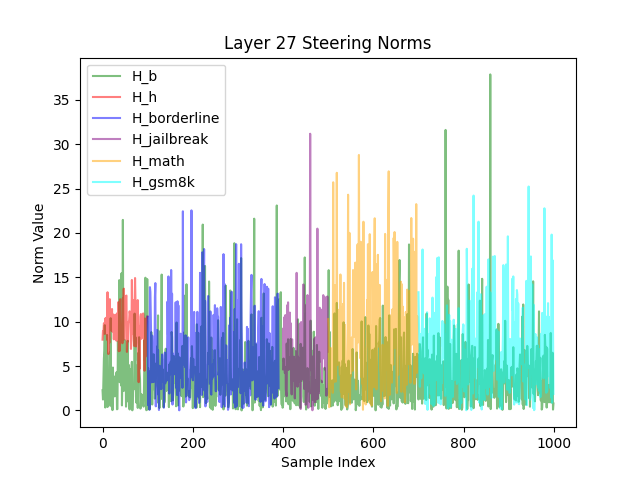 Layer 27 Steering Norms
H_b
H_h
H_borderline
H_jailbreak
H_math
H_gsm8k
Norm Value
35
30
25
20
15
10
5
0
0 200 400 600 800 1000
Sample Index